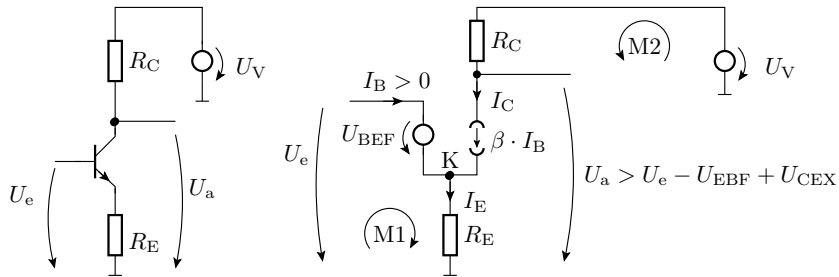 R_C
U_V
U_e
U_a
R_E
R_C
M2
U_V
I_B > 0
I_C
U_BEF
β · I_B
U_e
K
U_a > U_e − U_EBF + U_CEX
I_E
M1
R_E